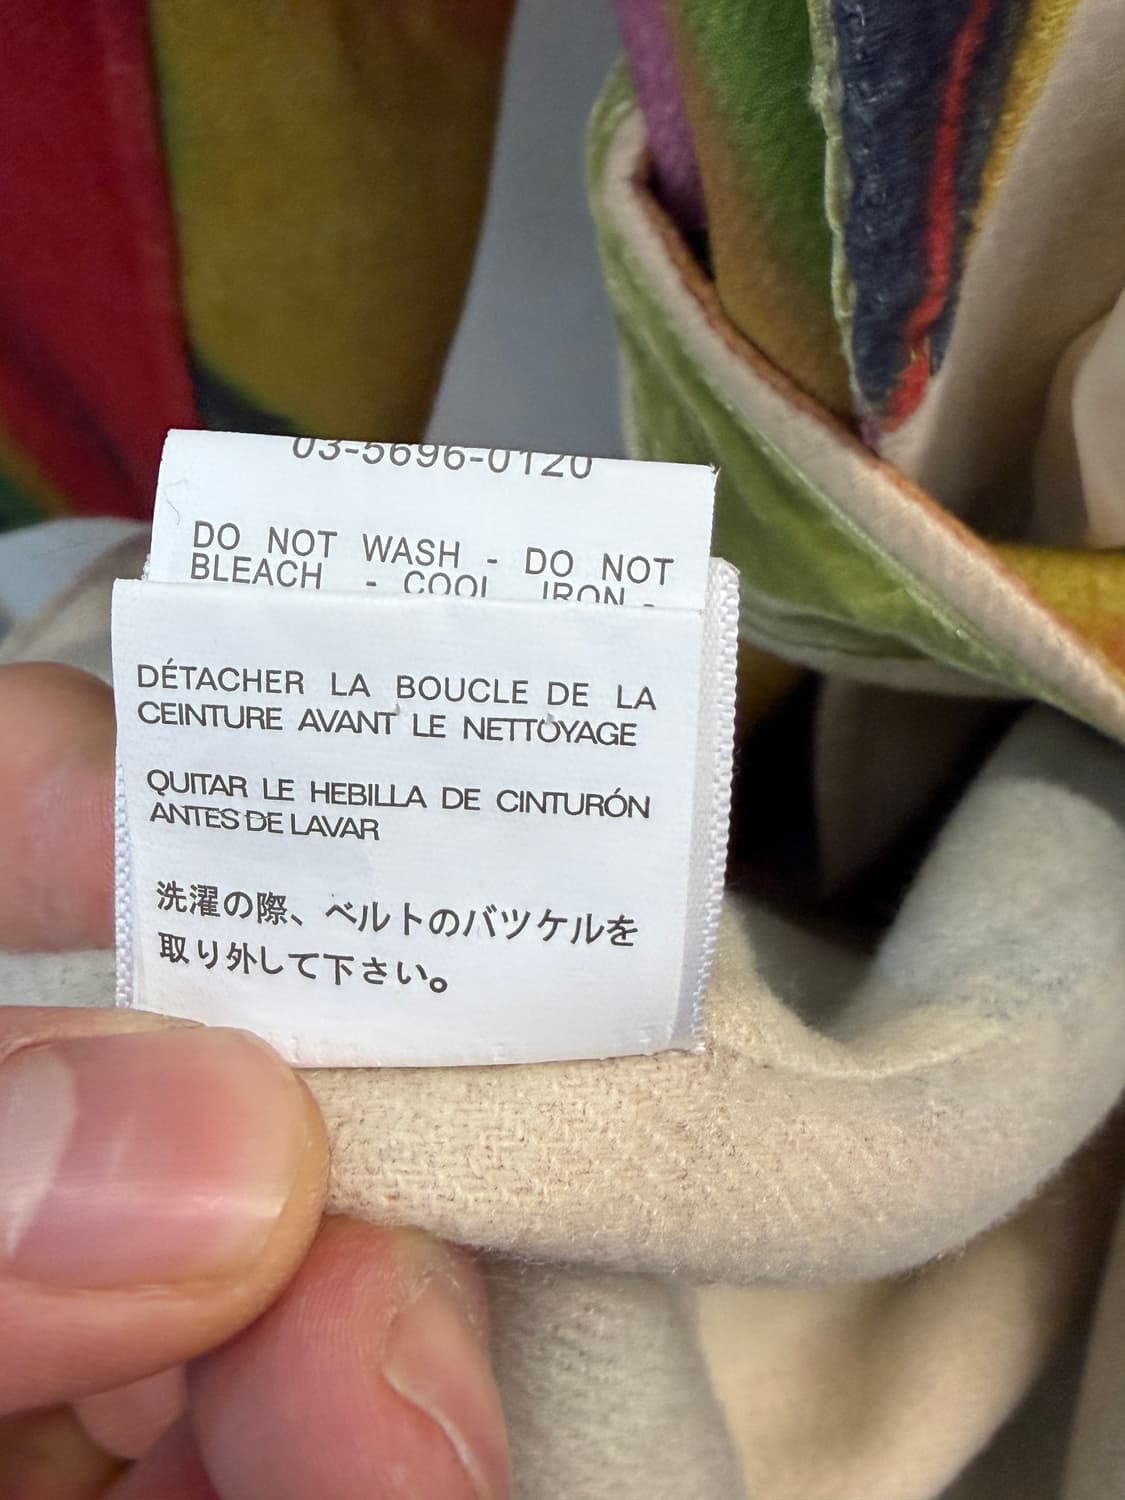 03-5696-0120
DO NOT WASH - DO NOT
BLEACH - COOL IRON -
DÉTACHER LA BOUCLE DE LA
CEINTURE AVANT LE NETTOYAGE
QUITAR LE HEBILLA DE CINTURÓN
ANTES DE LAVAR
洗濯の際、ベルトのバツケルを
取り外して下さい。